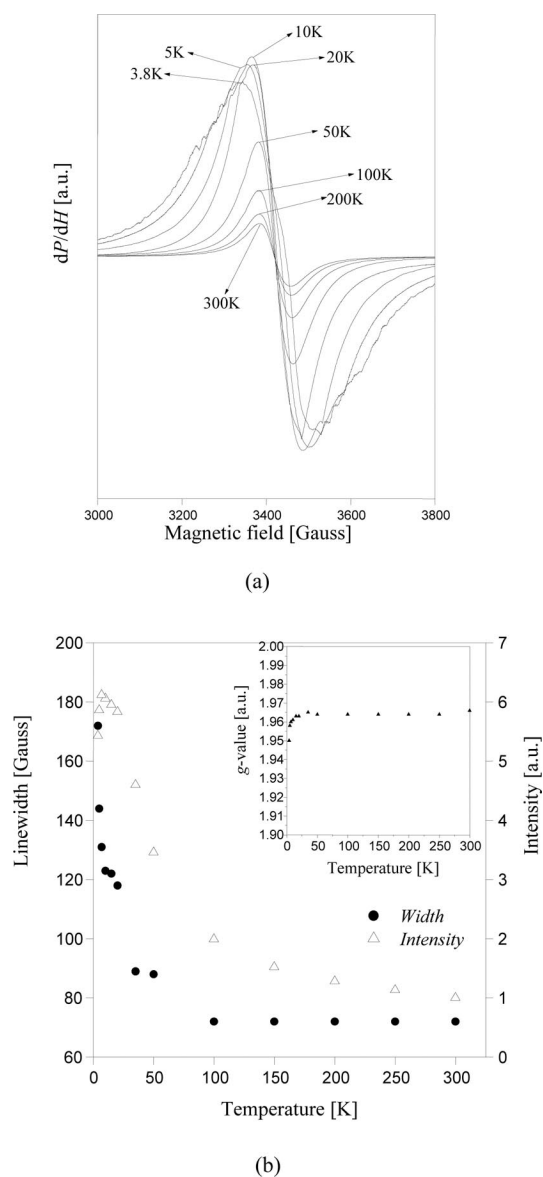 (a)
10K
5K
20K
3.8K
50K
100K
200K
300K
dP/dH [a.u.]
3000 3200 3400 3600 3800
Magnetic field [Gauss]
(a)
200
180
160
140
120
100
80
60
Linewidth [Gauss]
7
6
5
4
3
2
1
0
Intensity [a.u.]
2.00
1.99
1.98
1.97
1.96
1.95
1.94
1.93
1.92
1.91
1.90
g-value [a.u.]
0 50 100 150 200 250 300
Temperature [K]
Width
Intensity
0 50 100 150 200 250 300
Temperature [K]
(b)